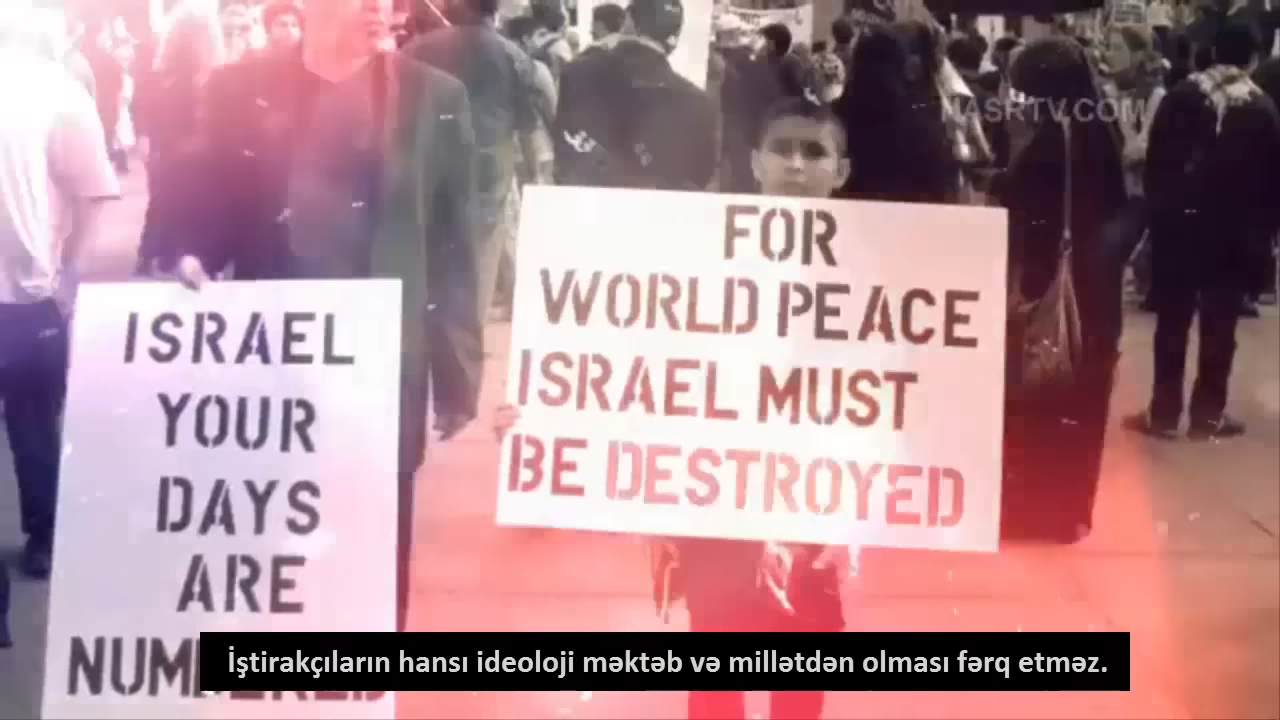 NASRTV.COM
FOR
WORLD PEACE
ISRAEL MUST
BE DESTROYED
ISRAEL
YOUR
DAYS
ARE
NUMBERED
İştirakçıların hansı ideoloji məktəb və millətdən olması fərq etməz.